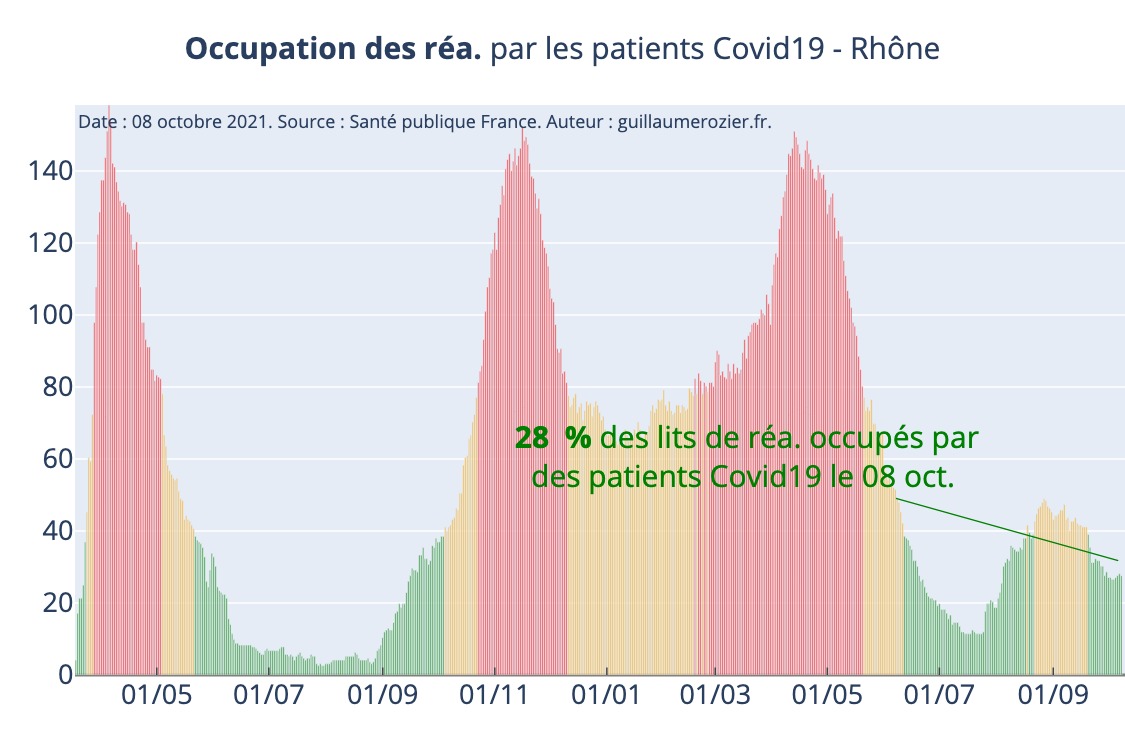 Occupation des réa. par les patients Covid19 - Rhône
Date : 08 octobre 2021. Source : Santé publique France. Auteur : guillaumerozier.fr.
140
120
100
80
60
40
20
0
28 % des lits de réa. occupés par
des patients Covid19 le 08 oct.
01/05 01/07 01/09 01/11 01/01 01/03 01/05 01/07 01/09